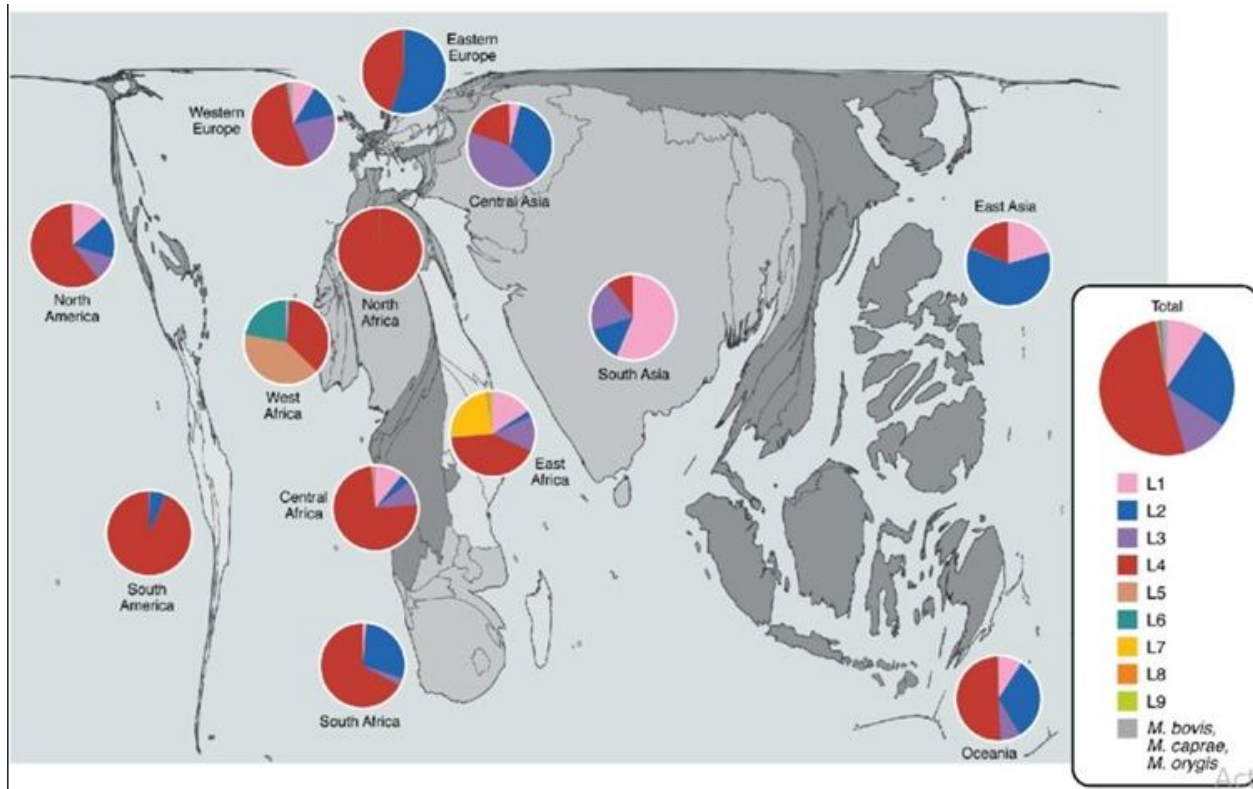 Eastern
Europe
Western
Europe
Central Asia
East Asia
North
America
North
Africa
South Asia
West
Africa
East
Africa
Central
Africa
South
America
South Africa
Oceania
Total
L1
L2
L3
L4
L5
L6
L7
L8
L9
M. bovis,
M. caprae,
M. orygis